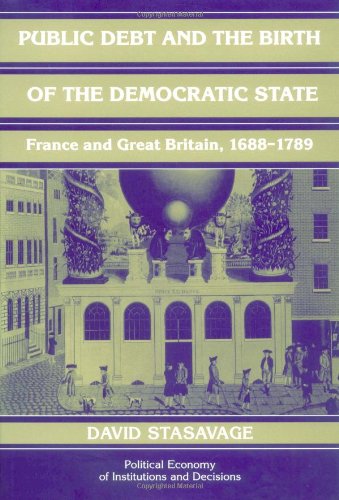 PUBLIC DEBT AND THE BIRTH
OF THE DEMOCRATIC STATE
France and Great Britain, 1688–1789
DAVID STASAVAGE
Political Economy
of Institutions and Decisions